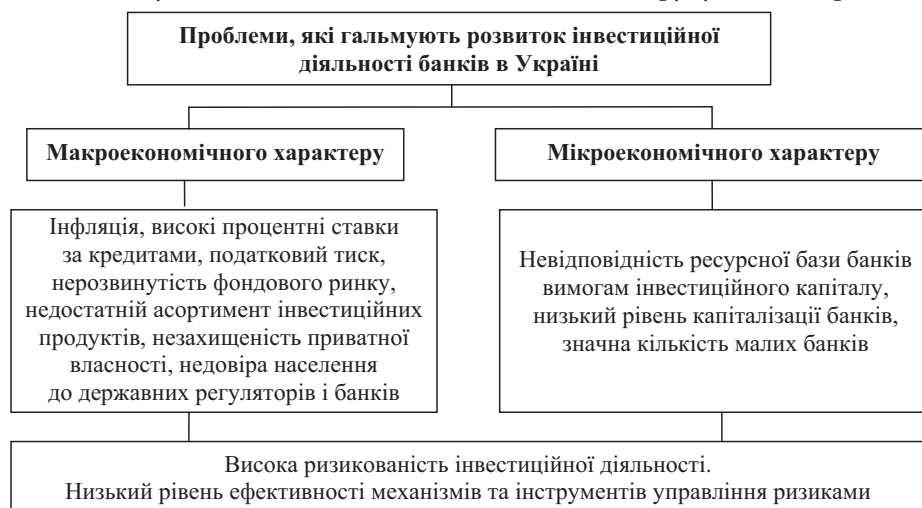 Проблеми, які гальмують розвиток інвестиційної
діяльності банків в Україні
Макроекономічного характеру
Мікроекономічного характеру
Інфляція, високі процентні ставки
за кредитами, податковий тиск,
нерозвинутість фондового ринку,
недостатній асортимент інвестиційних
продуктів, незахищеність приватної
власності, недовіра населення
до державних регуляторів і банків
Невідповідність ресурсної бази банків
вимогам інвестиційного капіталу,
низький рівень капіталізації банків,
значна кількість малих банків
Висока ризикованість інвестиційної діяльності.
Низький рівень ефективності механізмів та інструментів управління ризиками